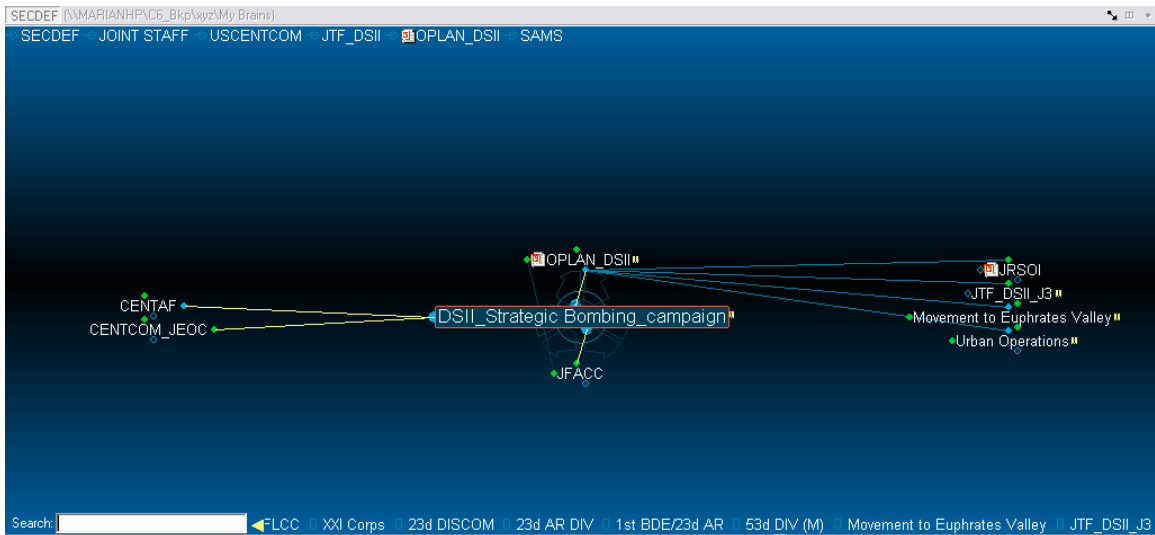 SECDEF (\\MARIANHP\C6_Bkp\xyz\My Brains)
SECDEF JOINT STAFF USCENTCOM JTF_DSII OPLAN_DSII SAMS
OPLAN_DSII
JRSOI
JTF_DSII_J3
CENTAF
DSII_Strategic Bombing_campaign
Movement to Euphrates Valley
CENTCOM_JEOC
Urban Operations
JFACC
Search: FLCC XXI Corps 23d DISCOM 23d AR DIV 1st BDE/23d AR 53d DIV (M) Movement to Euphrates Valley JTF_DSII_J3